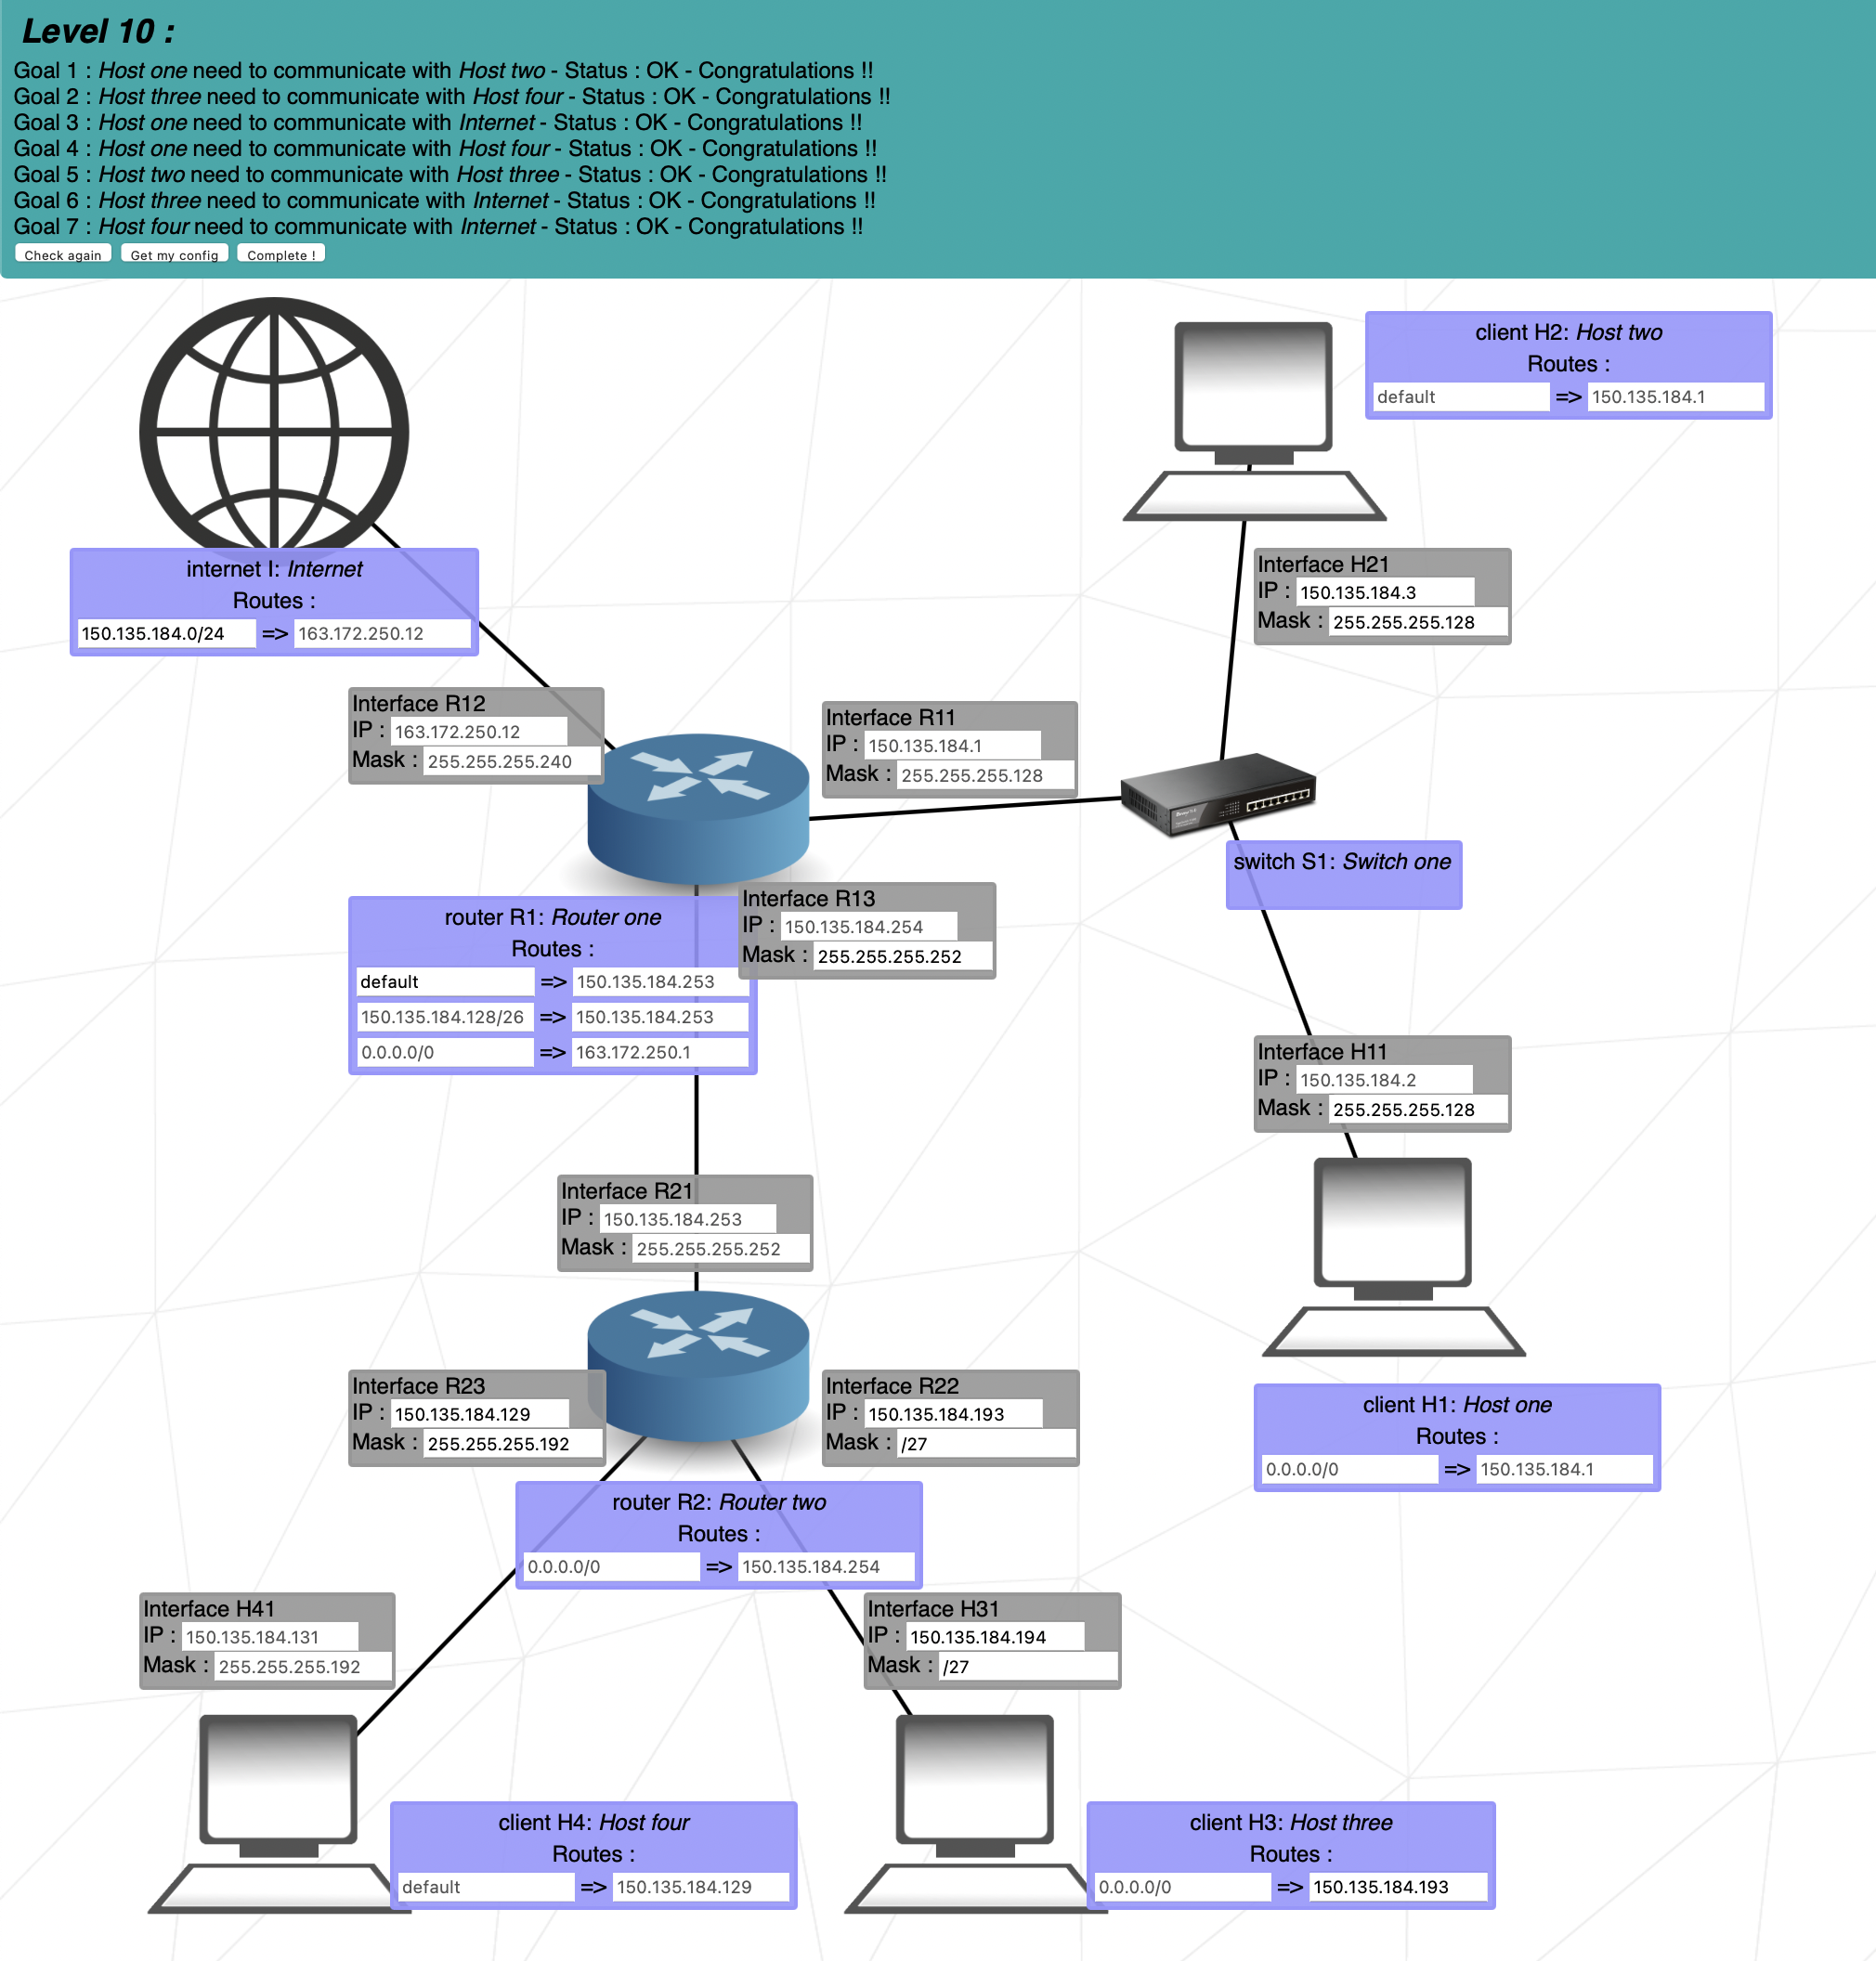 Level 10 :
Goal 1 : Host one need to communicate with Host two - Status : OK - Congratulations !!
Goal 2 : Host three need to communicate with Host four - Status : OK - Congratulations !!
Goal 3 : Host one need to communicate with Internet - Status : OK - Congratulations !!
Goal 4 : Host one need to communicate with Host four - Status : OK - Congratulations !!
Goal 5 : Host two need to communicate with Host three - Status : OK - Congratulations !!
Goal 6 : Host three need to communicate with Internet - Status : OK - Congratulations !!
Goal 7 : Host four need to communicate with Internet - Status : OK - Congratulations !!
Check again Get my config Complete !
client H2: Host two
Routes :
default => 150.135.184.1
Interface H21
IP : 150.135.184.3
Mask : 255.255.255.128
internet I: Internet
Routes :
150.135.184.0/24 => 163.172.250.12
Interface R12
IP : 163.172.250.12
Mask : 255.255.255.240
Interface R11
IP : 150.135.184.1
Mask : 255.255.255.128
switch S1: Switch one
Interface R13
IP : 150.135.184.254
Mask : 255.255.255.252
router R1: Router one
Routes :
default => 150.135.184.253
150.135.184.128/26 => 150.135.184.253
0.0.0.0/0 => 163.172.250.1
Interface H11
IP : 150.135.184.2
Mask : 255.255.255.128
Interface R21
IP : 150.135.184.253
Mask : 255.255.255.252
Interface R23
IP : 150.135.184.129
Mask : 255.255.255.192
Interface R22
IP : 150.135.184.193
Mask : /27
client H1: Host one
Routes :
0.0.0.0/0 => 150.135.184.1
router R2: Router two
Routes :
0.0.0.0/0 => 150.135.184.254
Interface H41
IP : 150.135.184.131
Mask : 255.255.255.192
Interface H31
IP : 150.135.184.194
Mask : /27
client H4: Host four
Routes :
default => 150.135.184.129
client H3: Host three
Routes :
0.0.0.0/0 => 150.135.184.193